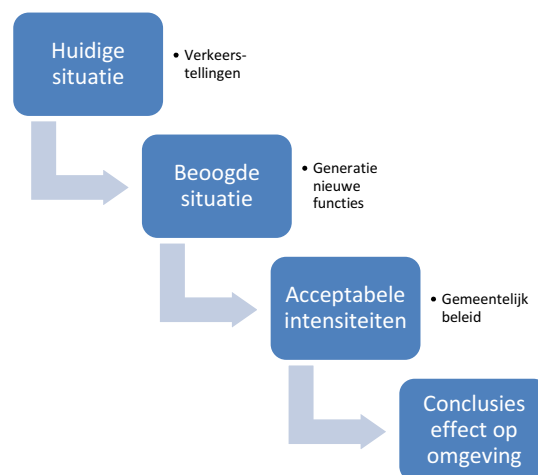 Huidige
situatie
• Verkeers-
tellingen
Beoogde
situatie
• Generatie
nieuwe
functies
Acceptabele
intensiteiten
• Gemeentelijk
beleid
Conclusies
effect op
omgeving